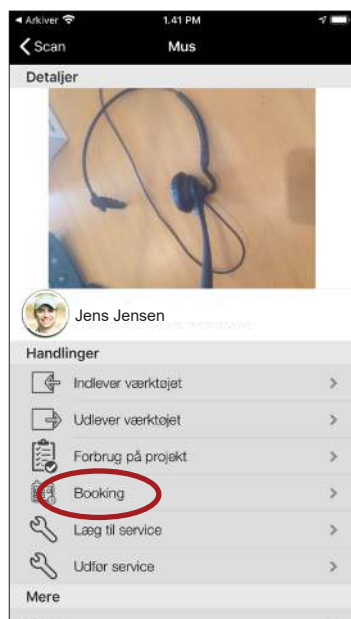 Arkiver 1.41 PM
Scan Mus
Detaljer
Jens Jensen
Handlinger
Indlever værktøjet
Udlever værktøjet
Forbrug på projekt
Booking
Læg til service
Udfør service
Mere